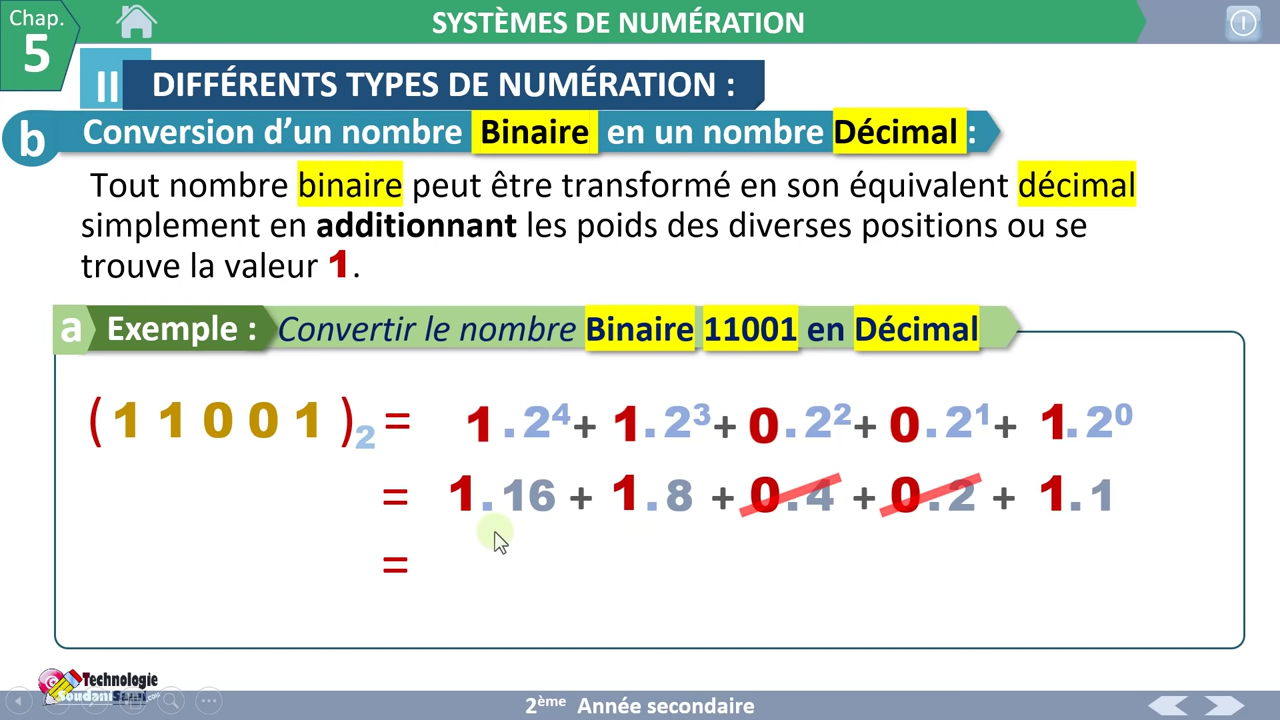 Chap.
5
SYSTÈMES DE NUMÉRATION
II DIFFÉRENTS TYPES DE NUMÉRATION :
b Conversion d’un nombre Binaire en un nombre Décimal :
Tout nombre binaire peut être transformé en son équivalent décimal
simplement en additionnant les poids des diverses positions ou se
trouve la valeur 1.
a Exemple : Convertir le nombre Binaire 11001 en Décimal
(1 1 0 0 1)₂ = 1.2⁴+ 1.2³+ 0.2²+ 0.2¹+ 1.2⁰
= 1.16 + 1.8 + 0.4 + 0.2 + 1.1
=
Technologie
Soudani Sami
2ème Année secondaire